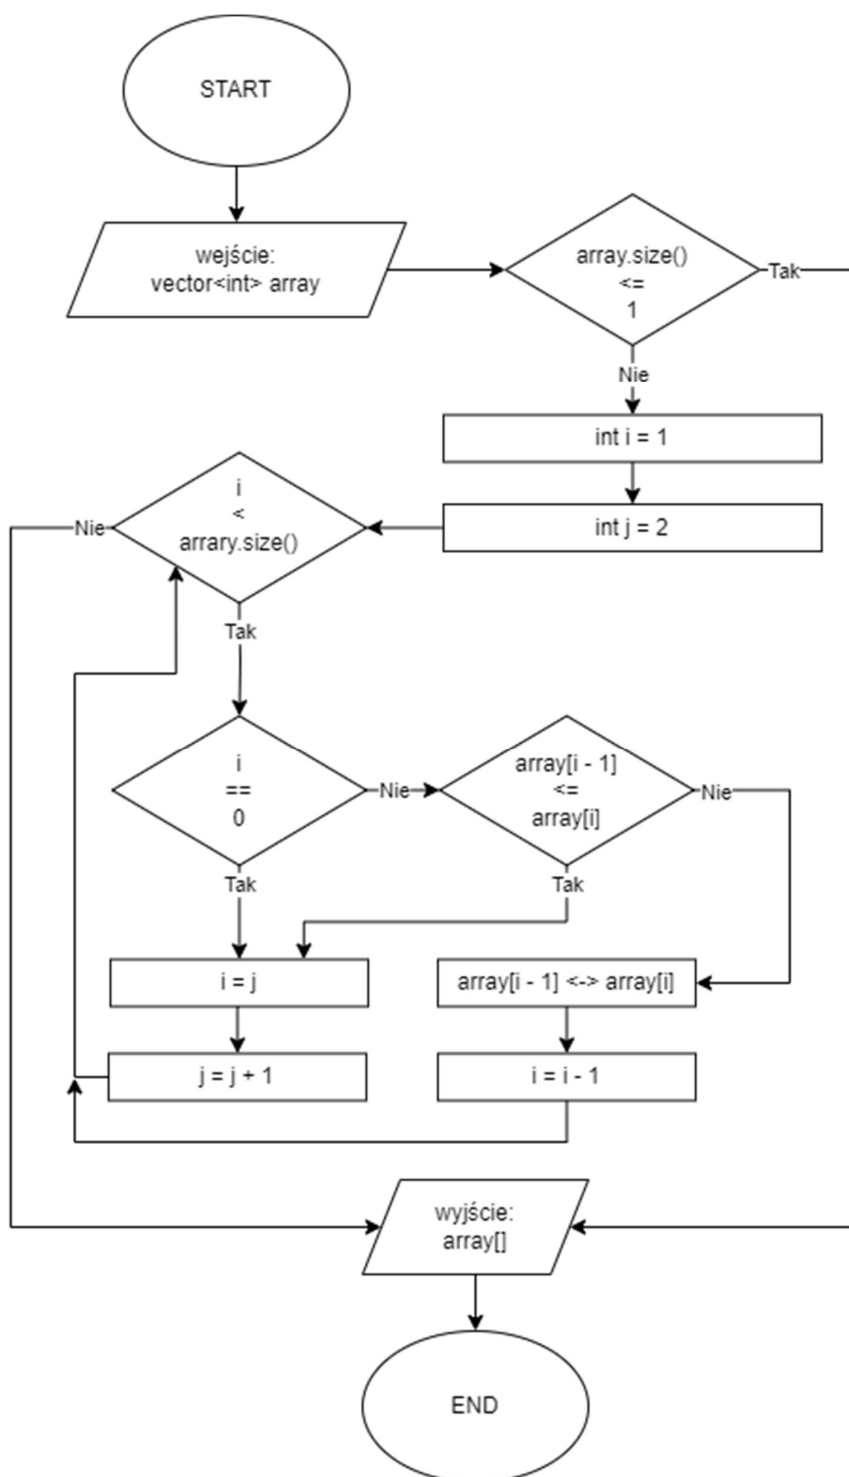 START
wejście:
vector<int> array
array.size()
<=
1
Tak
Nie
int i = 1
int j = 2
i
<
arrary.size()
Nie
Tak
i
==
0
Nie
array[i - 1]
<=
array[i]
Nie
Tak
Tak
i = j
array[i - 1] <-> array[i]
j = j + 1
i = i - 1
wyjście:
array[]
END